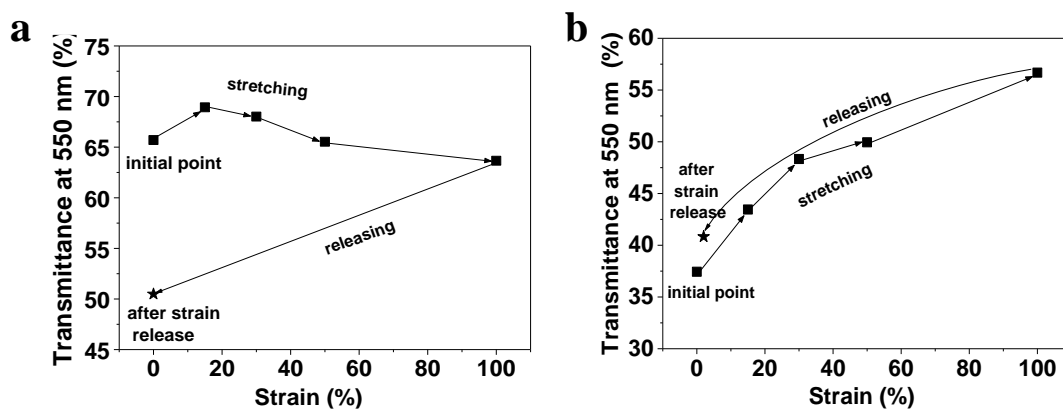 a
Transmittance at 550 nm (%)
75
70
65
60
55
50
45
stretching
initial point
releasing
after strain
release
0
20
40
60
80
100
Strain (%)
b
Transmittance at 550 nm  (%)
60
55
50
45
40
35
30
releasing
after
strain
release
stretching
initial point
0
20
40
60
80
100
Strain (%)